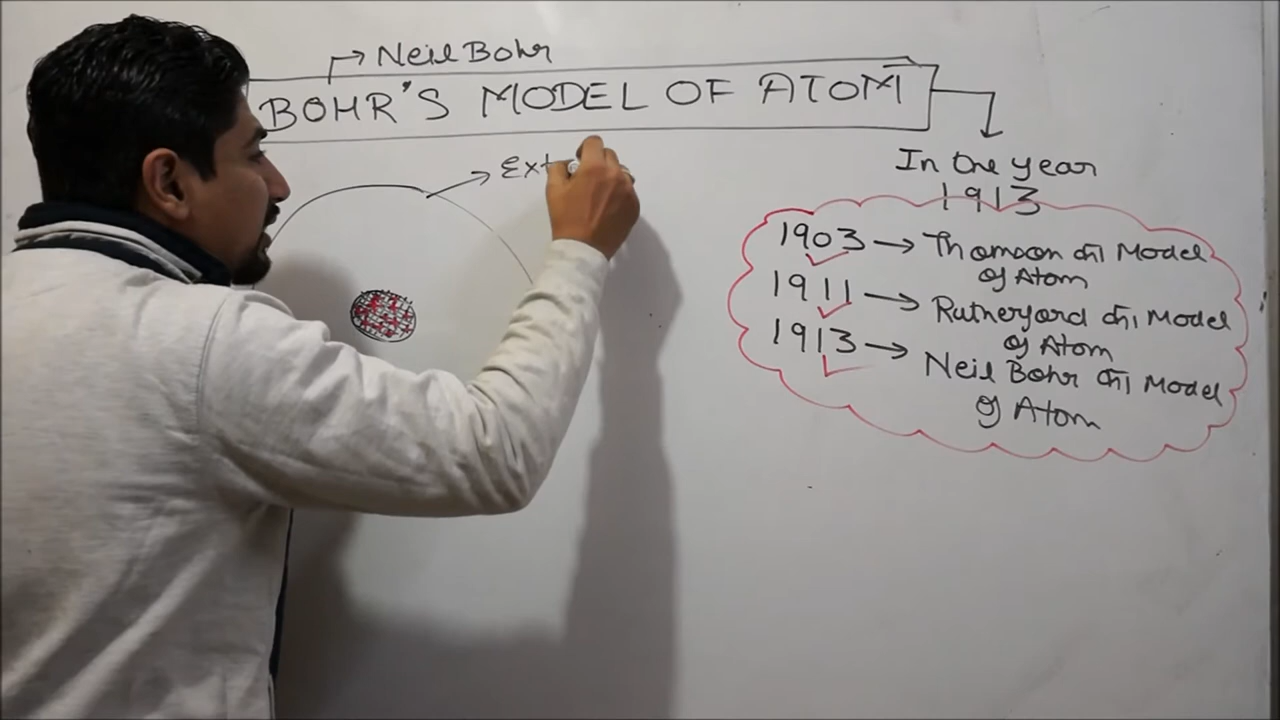 Neil Bohr
BOHR'S MODEL OF ATOM
In the year
1913
Ext
1903 → Thomson का Model
of Atom
1911 → Rutherford का Model
of Atom
1913 → Neil Bohr का Model
of Atom